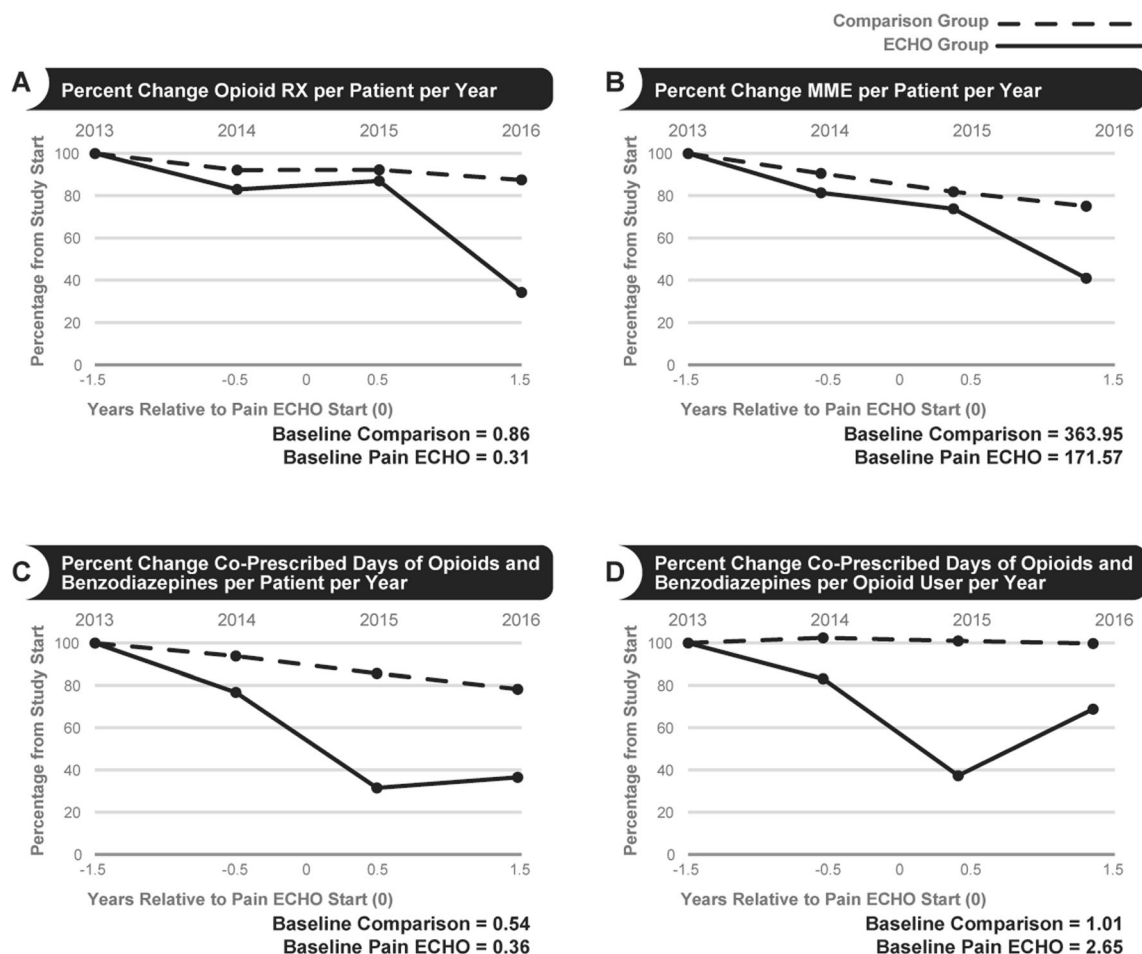 Comparison Group
ECHO Group
A
Percent Change Opioid RX per Patient per Year
2013 2014 2015 2016
Percentage from Study Start
100
80
60
40
20
0
-1.5 -0.5 0 0.5 1.5
Years Relative to Pain ECHO Start (0)
Baseline Comparison = 0.86
Baseline Pain ECHO = 0.31
B
Percent Change MME per Patient per Year
2013 2014 2015 2016
Percentage from Study Start
100
80
60
40
20
0
-1.5 -0.5 0 0.5 1.5
Years Relative to Pain ECHO Start (0)
Baseline Comparison = 363.95
Baseline Pain ECHO = 171.57
C
Percent Change Co-Prescribed Days of Opioids and
Benzodiazepines per Patient per Year
2013 2014 2015 2016
Percentage from Study Start
100
80
60
40
20
0
-1.5 -0.5 0 0.5 1.5
Years Relative to Pain ECHO Start (0)
Baseline Comparison = 0.54
Baseline Pain ECHO = 0.36
D
Percent Change Co-Prescribed Days of Opioids and
Benzodiazepines per Opioid User per Year
2013 2014 2015 2016
Percentage from Study Start
100
80
60
40
20
0
-1.5 -0.5 0 0.5 1.5
Years Relative to Pain ECHO Start (0)
Baseline Comparison = 1.01
Baseline Pain ECHO = 2.65